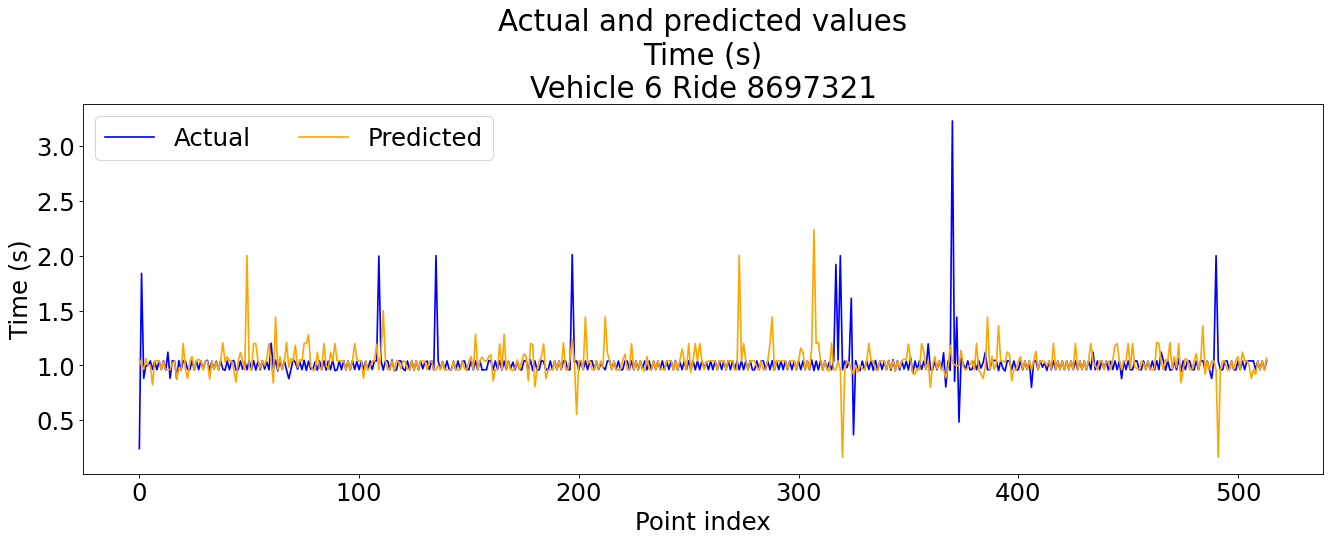 Actual and predicted values
Time (s)
Vehicle 6 Ride 8697321
Actual
Predicted
3.0
2.5
2.0
1.5
1.0
0.5
Time (s)
0
100
200
300
400
500
Point index